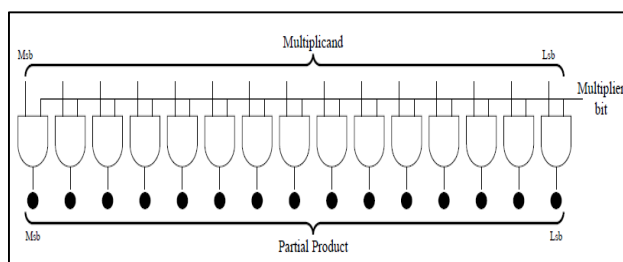 Multiplicand
Msb Lsb
Multiplier
bit
Msb Lsb
Partial Product